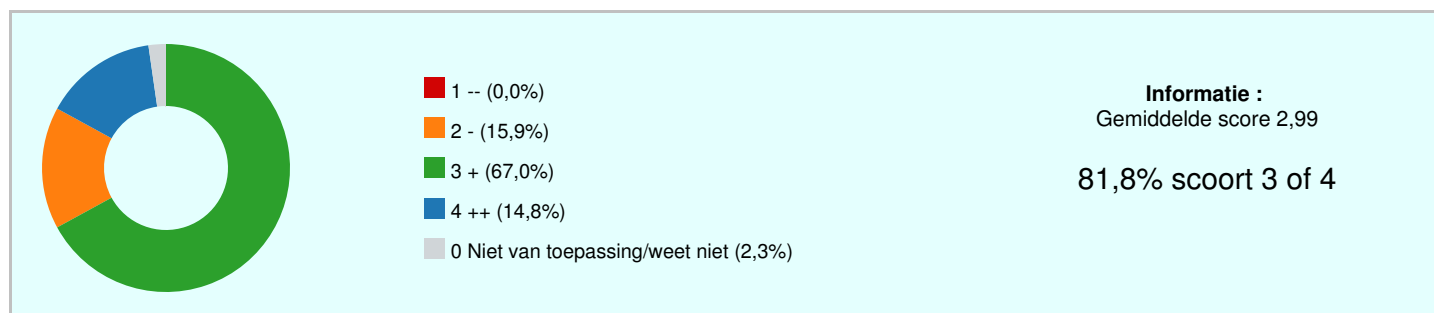 1 -- (0,0%)
2 - (15,9%)
3 + (67,0%)
4 ++ (14,8%)
0 Niet van toepassing/weet niet (2,3%)
Informatie :
Gemiddelde score 2,99
81,8% scoort 3 of 4